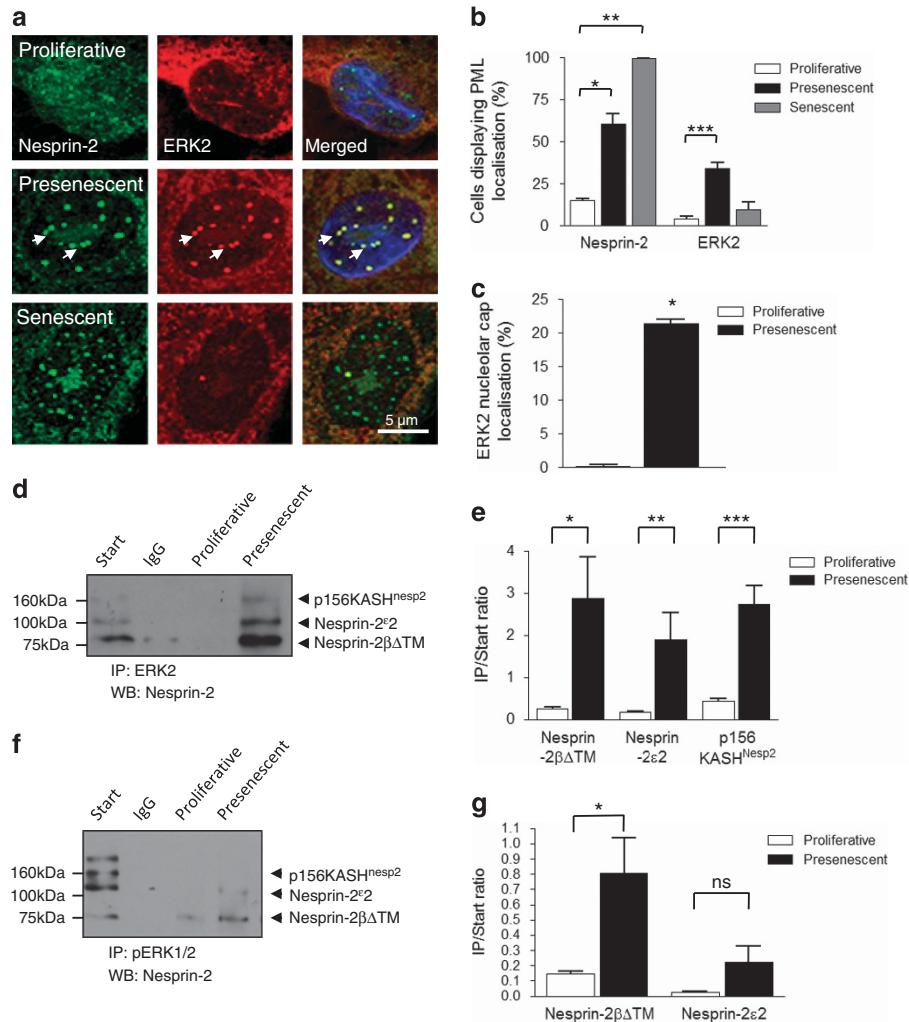 a
Proliferative
Nesprin-2
ERK2
Merged
Presenescent
Senescent
5 µm
b
Cells displaying PML
localisation (%)
100
75
50
25
0
**
*
***
Nesprin-2
ERK2
Proliferative
Presenescent
Senescent
c
ERK2 nucleolar cap
localisation (%)
25
20
15
10
5
0
*
Proliferative
Presenescent
d
Start
IgG
Proliferative
Presenescent
160kDa
100kDa
75kDa
p156KASHⁿᵉˢᵖ²
Nesprin-2ᵋ2
Nesprin-2βΔTM
IP: ERK2
WB: Nesprin-2
e
IP/Start ratio
4
3
2
1
0
*
**
***
Proliferative
Presenescent
Nesprin
-2βΔTM
Nesprin
-2ε2
p156
KASHᴺᵉˢᵖ²
f
Start
IgG
Proliferative
Presenescent
160kDa
100kDa
75kDa
p156KASHⁿᵉˢᵖ²
Nesprin-2ᵋ2
Nesprin-2βΔTM
IP: pERK1/2
WB: Nesprin-2
g
IP/Start ratio
1.1
1.0
0.9
0.8
0.7
0.6
0.5
0.4
0.3
0.2
0.1
0.0
*
ns
Proliferative
Presenescent
Nesprin-2βΔTM
Nesprin-2ε2